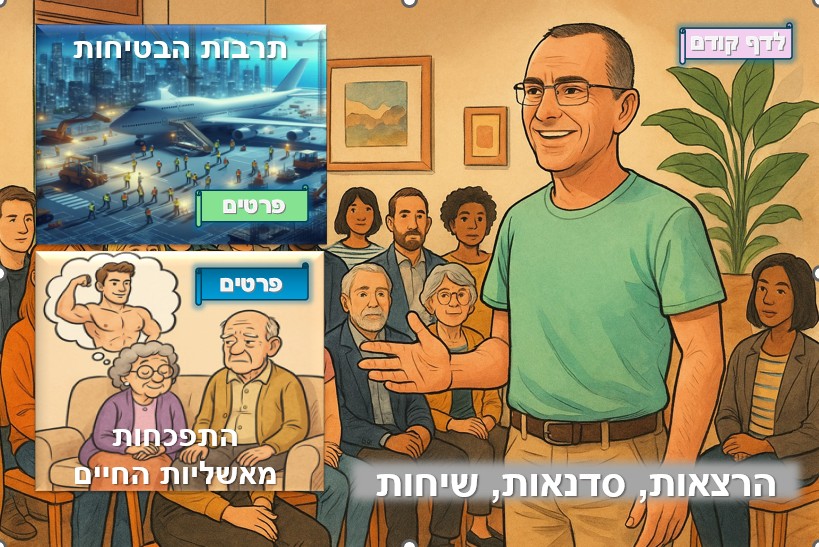 לדף קודם
תרבות הבטיחות
פרטים
פרטים
התפכחות
מאשליות החיים
הרצאות, סדנאות, שיחות